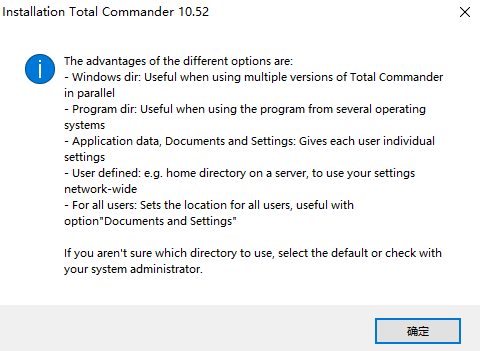 Installation Total Commander 10.52
The advantages of the different options are:
- Windows dir: Useful when using multiple versions of Total Commander
in parallel
- Program dir: Useful when using the program from several operating
systems
- Application data, Documents and Settings: Gives each user individual
settings
- User defined: e.g. home directory on a server, to use your settings
network-wide
- For all users: Sets the location for all users, useful with
option"Documents and Settings"
If you aren't sure which directory to use, select the default or check with
your system administrator.
确定